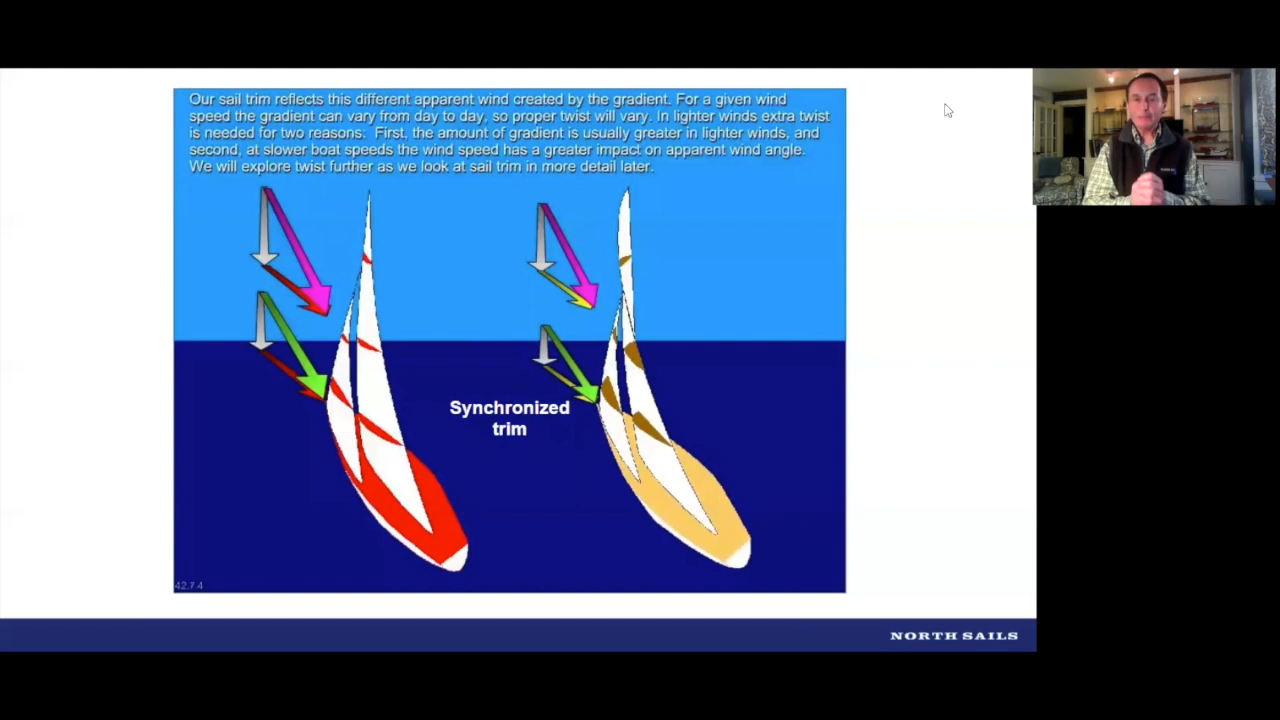 Our sail trim reflects this different apparent wind created by the gradient. For a given wind
speed the gradient can vary from day to day, so proper twist will vary. In lighter winds extra twist
is needed for two reasons: First, the amount of gradient is usually greater in lighter winds, and
second, at slower boat speeds the wind speed has a greater impact on apparent wind angle.
We will explore twist further as we look at sail trim in more detail later.
Synchronized
trim
42.7.4
NORTH SAILS